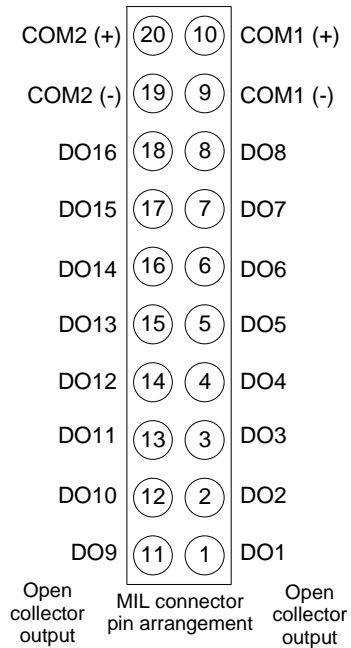 COM2 (+) 20 10 COM1 (+)
COM2 (-) 19 9 COM1 (-)
DO16 18 8 DO8
DO15 17 7 DO7
DO14 16 6 DO6
DO13 15 5 DO5
DO12 14 4 DO4
DO11 13 3 DO3
DO10 12 2 DO2
DO9 11 1 DO1
Open
collector
output
MIL connector
pin arrangement
Open
collector
output